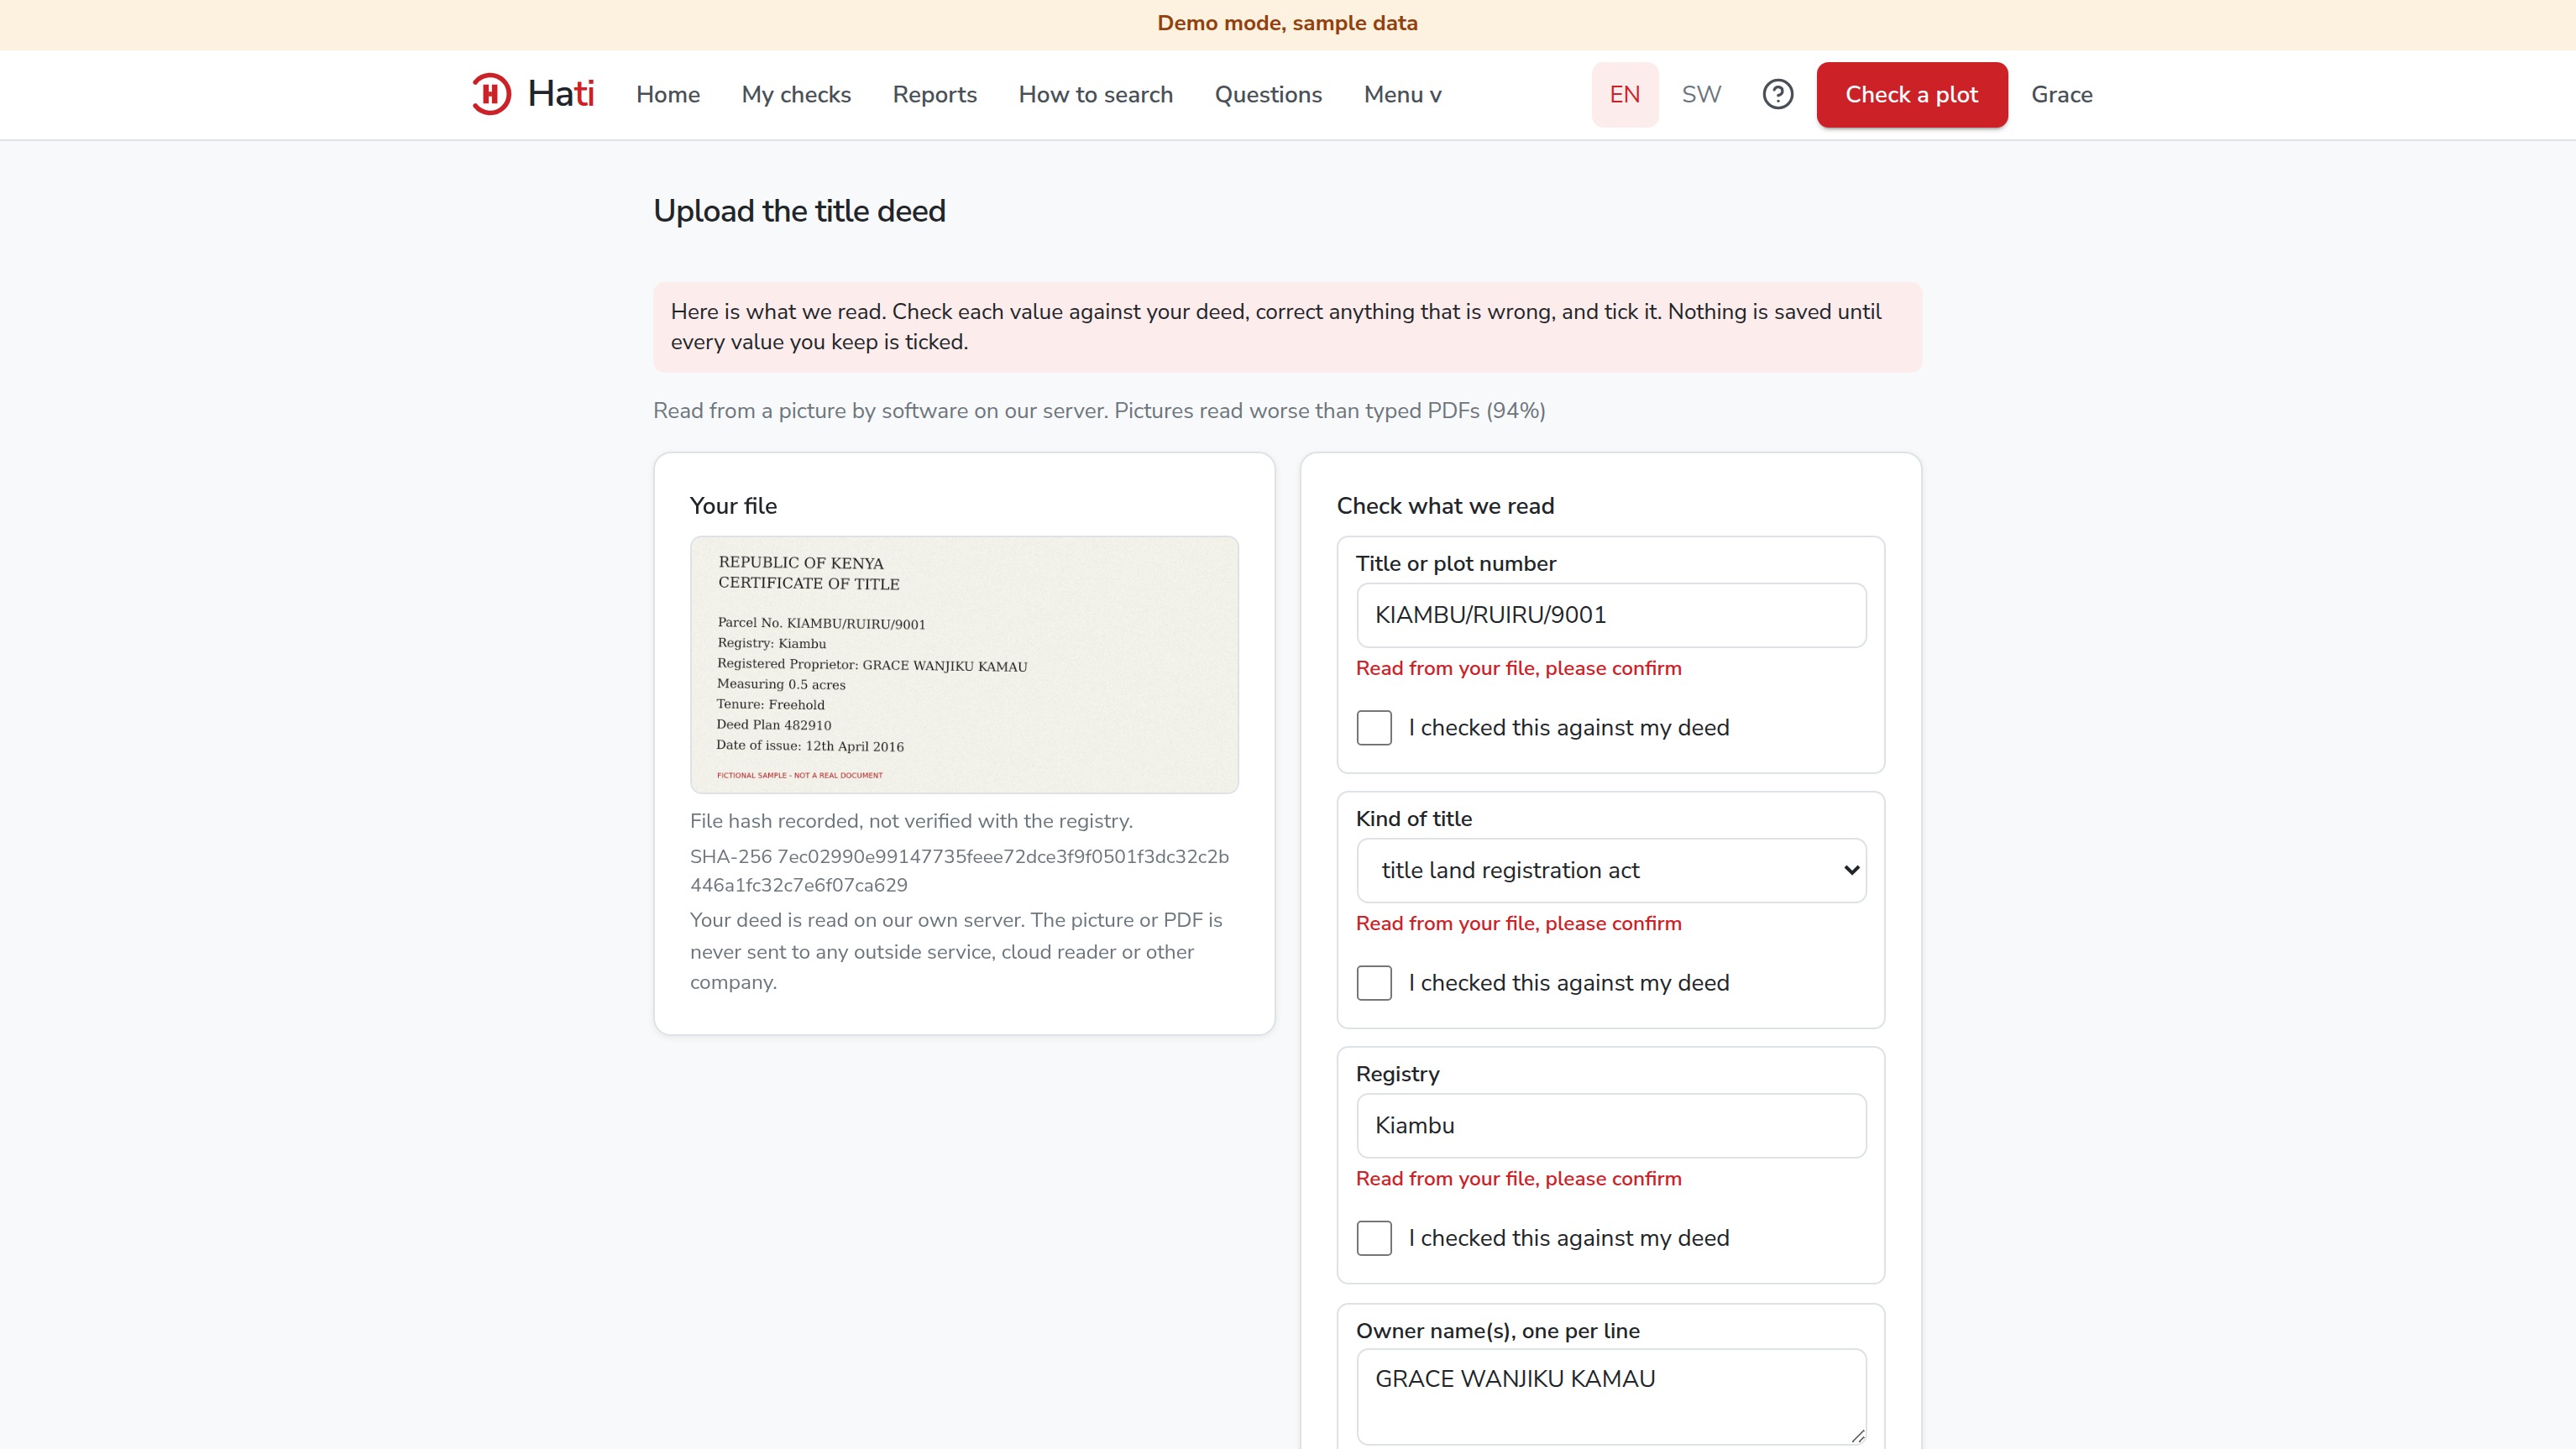 Demo mode, sample data
Hati
Home
My checks
Reports
How to search
Questions
Menu v
EN
SW
?
Check a plot
Grace
Upload the title deed
Here is what we read. Check each value against your deed, correct anything that is wrong, and tick it. Nothing is saved until
every value you keep is ticked.
Read from a picture by software on our server. Pictures read worse than typed PDFs (94%)
Your file
REPUBLIC OF KENYA
CERTIFICATE OF TITLE
Parcel No. KIAMBU/RUIRU/9001
Registry: Kiambu
Registered Proprietor: GRACE WANJIKU KAMAU
Measuring 0.5 acres
Tenure: Freehold
Deed Plan 482910
Date of issue: 12th April 2016
FICTIONAL SAMPLE - NOT A REAL DOCUMENT
File hash recorded, not verified with the registry.
SHA-256 7ec02990e99147735feee72dce3f9f0501f3dc32c2b
446a1fc32c7e6f07ca629
Your deed is read on our own server. The picture or PDF is
never sent to any outside service, cloud reader or other
company.
Check what we read
Title or plot number
KIAMBU/RUIRU/9001
Read from your file, please confirm
I checked this against my deed
Kind of title
title land registration act
Read from your file, please confirm
I checked this against my deed
Registry
Kiambu
Read from your file, please confirm
I checked this against my deed
Owner name(s), one per line
GRACE WANJIKU KAMAU